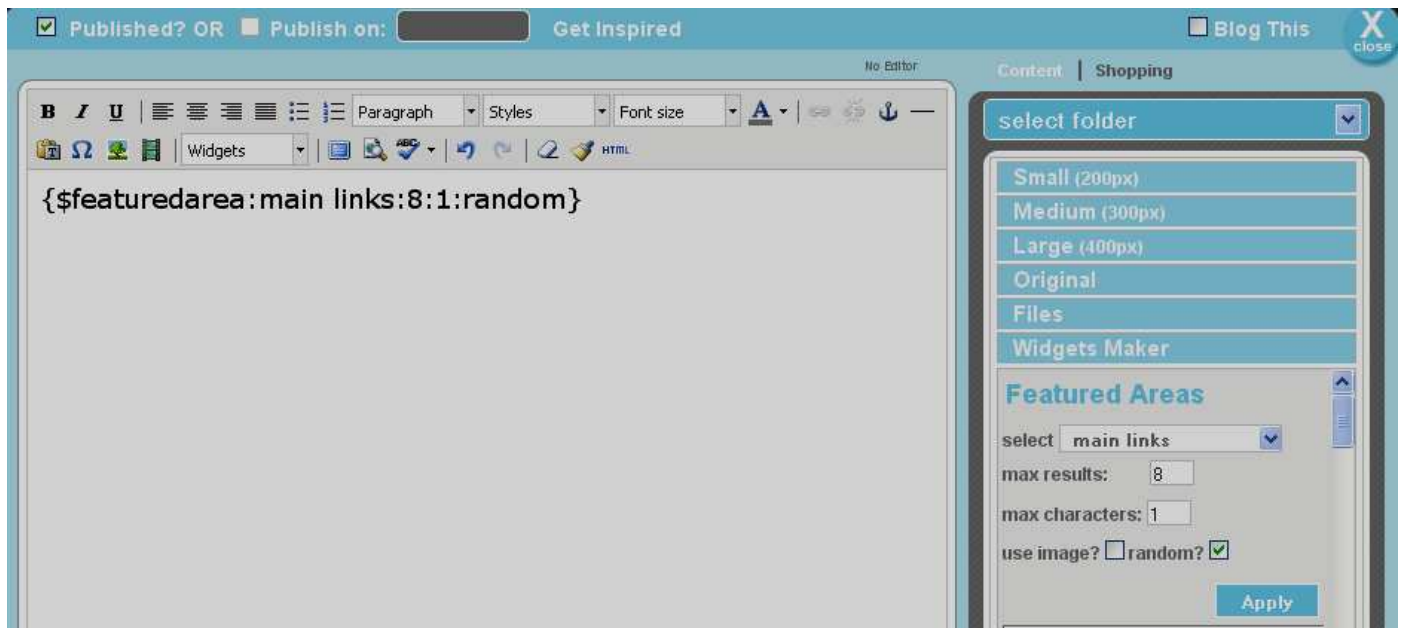 Published? OR Publish on: Get Inspired Blog This X
close
No Editor
Content | Shopping
B I U Paragraph Styles Font size A
Widgets ABC HTML
{$featuredarea:main links:8:1:random}
select folder
Small (200px)
Medium (300px)
Large (400px)
Original
Files
Widgets Maker
Featured Areas
select main links
max results: 8
max characters: 1
use image? random?
Apply